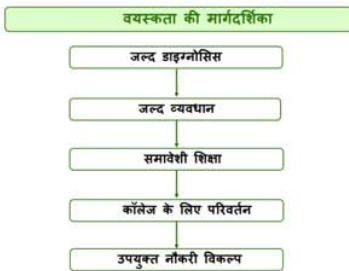 वयस्कता की मार्गदर्शिका
जल्द डाइग्नोसिस
जल्द व्यवधान
समावेशी शिक्षा
कॉलेज के लिए परिवर्तन
उपयुक्त नौकरी विकल्प